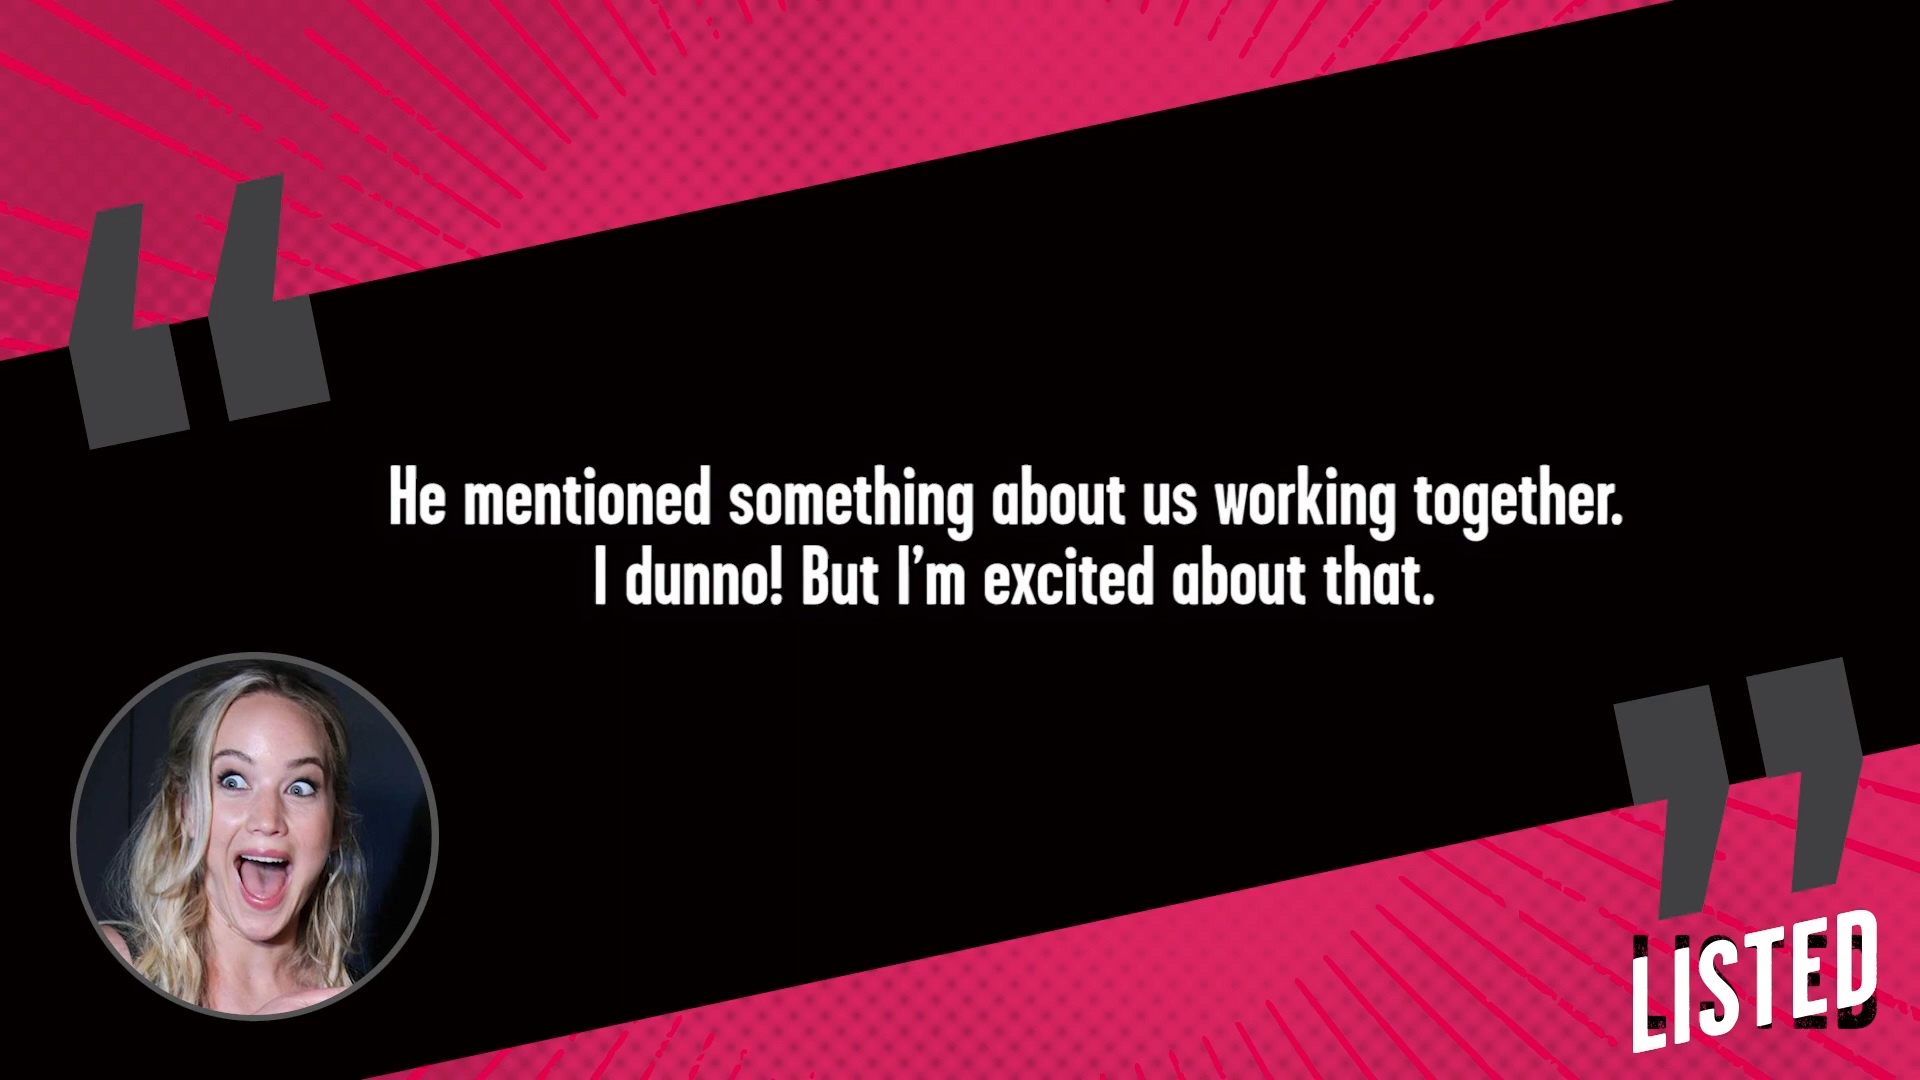 He mentioned something about us working together.
I dunno! But I’m excited about that.
LISTED